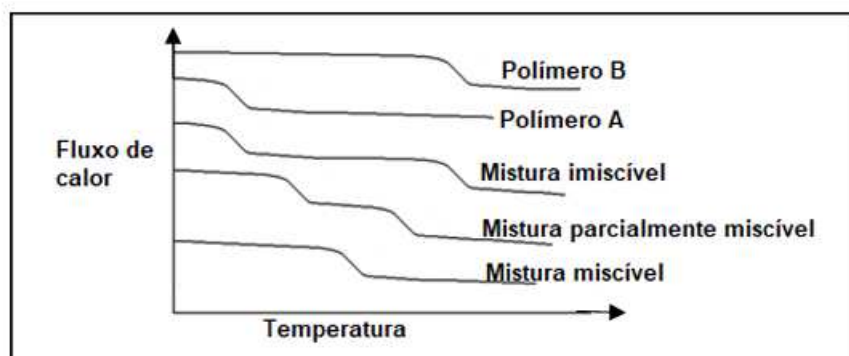 Polímero B
Polímero A
Fluxo de
calor
Mistura imiscível
Mistura parcialmente miscível
Mistura miscível
Temperatura